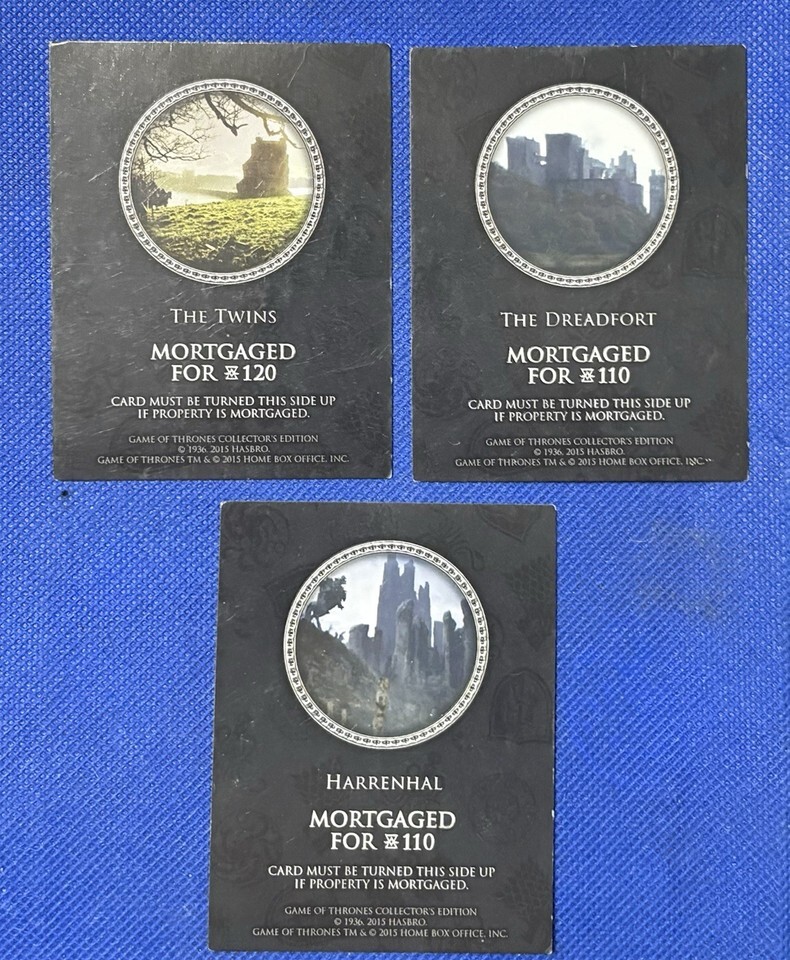 THE TWINS
MORTGAGED
FOR 120
CARD MUST BE TURNED THIS SIDE UP
IF PROPERTY IS MORTGAGED.
GAME OF THRONES COLLECTOR'S EDITION
© 1936, 2015 HASBRO.
GAME OF THRONES TM & © 2015 HOME BOX OFFICE, INC.
THE DREADFORT
MORTGAGED
FOR 110
CARD MUST BE TURNED THIS SIDE UP
IF PROPERTY IS MORTGAGED.
GAME OF THRONES COLLECTOR'S EDITION
© 1936, 2015 HASBRO.
GAME OF THRONES TM & © 2015 HOME BOX OFFICE, INC.
HARRENHAL
MORTGAGED
FOR 110
CARD MUST BE TURNED THIS SIDE UP
IF PROPERTY IS MORTGAGED.
GAME OF THRONES COLLECTOR'S EDITION
© 1936, 2015 HASBRO.
GAME OF THRONES TM & © 2015 HOME BOX OFFICE, INC.